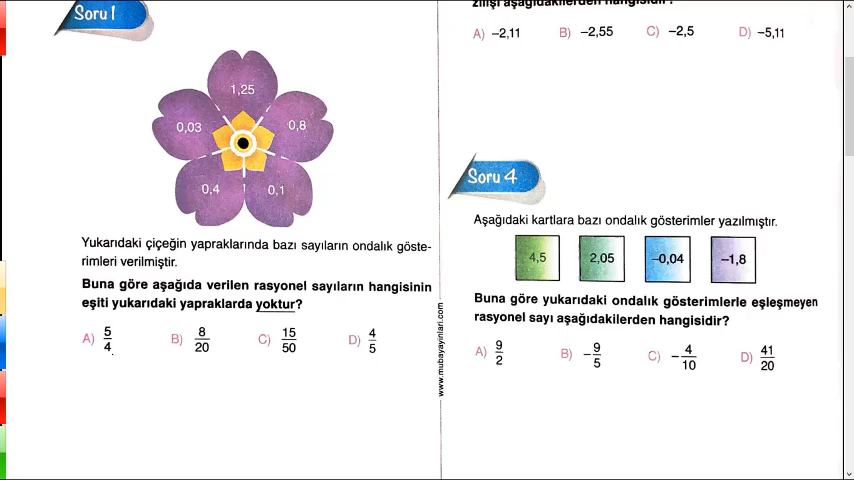 Soru 1
1,25
0,03
0,8
0,4
0,1
Yukarıdaki çiçeğin yapraklarında bazı sayıların ondalık göste-
rimleri verilmiştir.
Buna göre aşağıda verilen rasyonel sayıların hangisinin
eşiti yukarıdaki yapraklarda yoktur?
A) 5/4 B) 8/20 C) 15/50 D) 4/5
www.mubayayinlari.com
zılışı aşağıdakilerden hangisidir?
A) −2,11 B) −2,55 C) −2,5 D) −5,11
Soru 4
Aşağıdaki kartlara bazı ondalık gösterimler yazılmıştır.
4,5 2,05 −0,04 −1,8
Buna göre yukarıdaki ondalık gösterimlerle eşleşmeyen
rasyonel sayı aşağıdakilerden hangisidir?
A) 9/2 B) −9/5 C) −4/10 D) 41/20